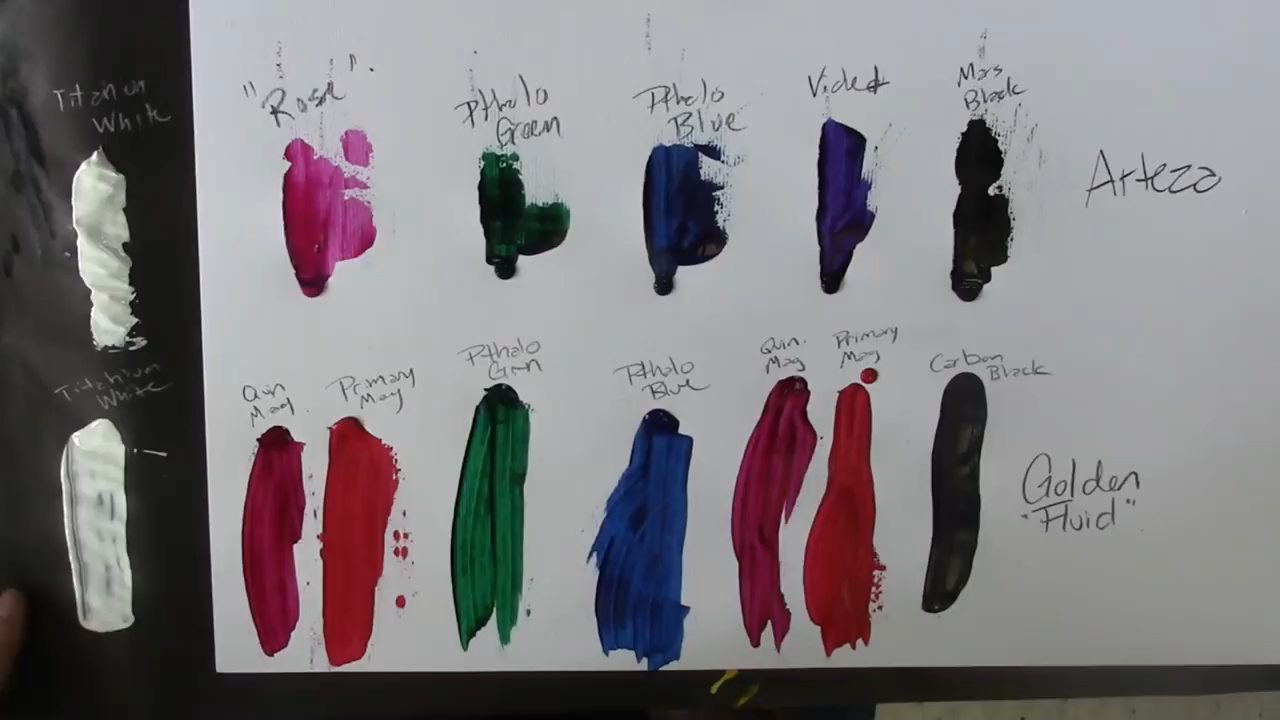 Titanium
White
"Rose".
Pthalo
Green
Pthalo
Blue
Violet
Mars
Black
Arteza
Titanium
White
Quin
Mag.
Primary
Mag
Pthalo
Gren
Pthalo
Blue
Quin.
Mag
Primary
Mag
Carbon
Black
Golden
"Fluid"